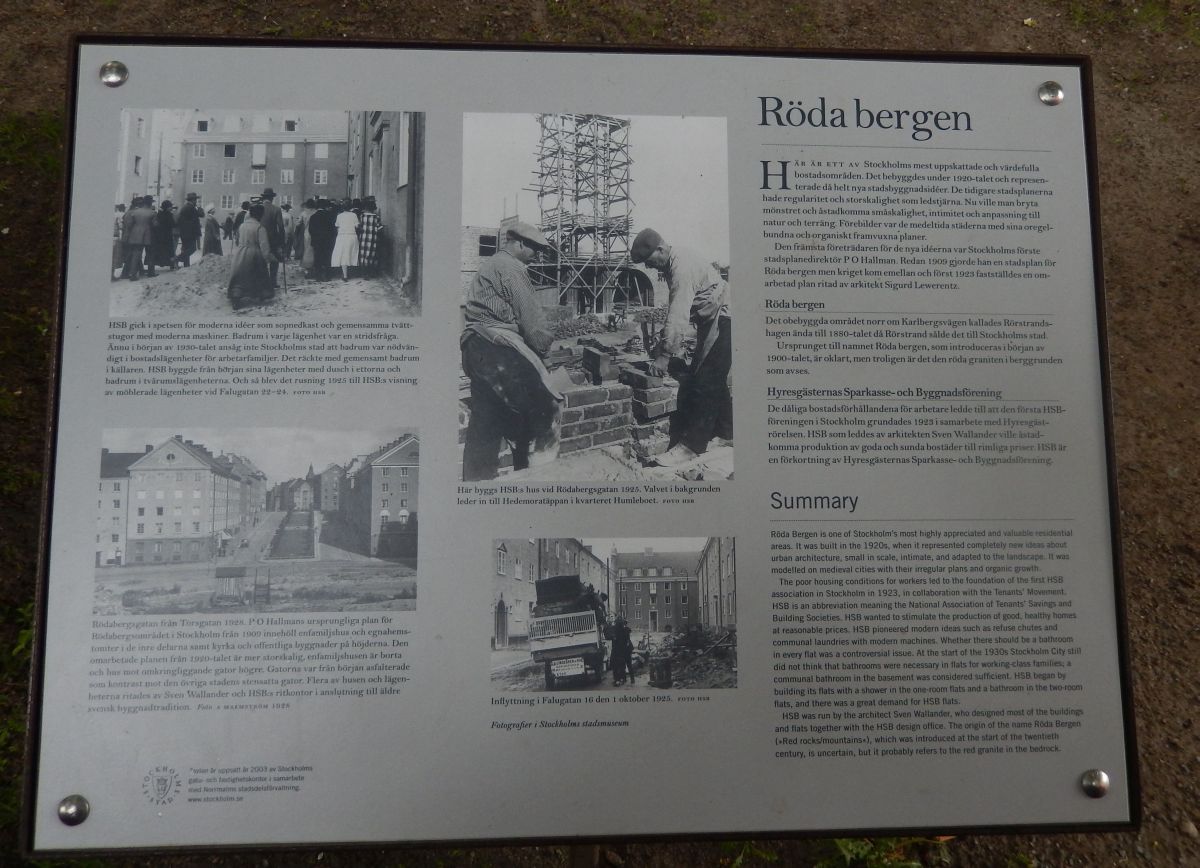 Röda bergen
HÄR ÄR ETT AV Stockholms mest uppskattade och värdefulla
bostadsområden. Det bebyggdes under 1920-talet och represen-
terade då helt nya stadsbyggnadsidéer. De tidigare stadsplanerna
hade regularitet och storskalighet som ledstjärna. Nu ville man bryta
mönstret och åstadkomma småskalighet, intimitet och anpassning till
natur och terräng. Förebilder var de medeltida städerna med sina oregel-
bundna och organiskt framvuxna planer.
Den främsta företrädaren för de nya idéerna var Stockholms förste
stadsplanedirektör P O Hallman. Redan 1909 gjorde han en stadsplan för
Röda bergen men kriget kom emellan och först 1923 fastställdes en om-
arbetad plan ritad av arkitekt Sigurd Lewerentz.
Röda bergen
Det obebyggda området norr om Karlbergsvägen kallades Rörstrands-
hagen ända till 1880-talet då Rörstrand sålde det till Stockholms stad.
Ursprunget till namnet Röda bergen, som introducerades i början av
1900-talet, är oklart, men troligen är det den röda graniten i berggrunden
som avses.
Hyresgästernas Sparkasse- och Byggnadsförening
De dåliga bostadsförhållandena för arbetare ledde till att den första HSB-
föreningen i Stockholm grundades 1923 i samarbete med Hyresgäst-
rörelsen. HSB som leddes av arkitekten Sven Wallander ville åstad-
komma produktion av goda och sunda bostäder till rimliga priser. HSB är
en förkortning av Hyresgästernas Sparkasse- och Byggnadsförening.
Summary
Röda Bergen is one of Stockholm's most highly appreciated and valuable residential
areas. It was built in the 1920s, when it represented completely new ideas about
urban architecture, small in scale, intimate, and adapted to the landscape. It was
modelled on medieval cities with their irregular plans and organic growth.
The poor housing conditions for workers led to the foundation of the first HSB
association in Stockholm in 1923, in collaboration with the Tenants' Movement.
HSB is an abbreviation meaning the National Association of Tenants' Savings and
Building Societies. HSB wanted to stimulate the production of good, healthy homes
at reasonable prices. HSB pioneered modern ideas such as refuse chutes and
communal laundries with modern machines. Whether there should be a bathroom
in every flat was a controversial issue. At the start of the 1930s Stockholm City still
did not think that bathrooms were necessary in flats for working-class families; a
communal bathroom in the basement was considered sufficient. HSB began by
building its flats with a shower in the one-room flats and a bathroom in the two-room
flats, and there was a great demand for HSB flats.
HSB was run by the architect Sven Wallander, who designed most of the buildings
and flats together with the HSB design office. The origin of the name Röda Bergen
(»Red rocks/mountains«), which was introduced at the start of the twentieth
century, is uncertain, but it probably refers to the red granite in the bedrock.
HSB gick i spetsen för moderna idéer som sopnedkast och gemensamma tvätt-
stugor med moderna maskiner. Badrum i varje lägenhet var en stridsfråga.
Ännu i början av 1930-talet ansåg inte Stockholms stad att badrum var nödvän-
digt i bostadslägenheter för arbetarfamiljer. Det räckte med gemensamt badrum
i källaren. HSB byggde från början sina lägenheter med dusch i ettorna och
badrum i tvårumslägenheterna. Och så blev det rusning 1925 till HSB:s visning
av möblerade lägenheter vid Falugatan 22–24. FOTO HSB
Rödabergsgatan från Torsgatan 1928. P O Hallmans ursprungliga plan för
Rödabergsområdet i Stockholm från 1909 innehöll enfamiljshus och egnahems-
tomter i de inre delarna samt kyrka och offentliga byggnader på höjderna. Den
omarbetade planen från 1920-talet är mer storskalig, enfamiljshusen är borta
och hus mot omkringliggande gator högre. Gatorna var från början asfalterade
som kontrast mot den övriga stadens stensatta gator. Flera av husen och lägen-
heterna ritades av Sven Wallander och HSB:s ritkontor i anslutning till äldre
svensk byggnadstradition. Foto A MALMSTRÖM 1928
Här byggs HSB:s hus vid Rödabergsgatan 1925. Valvet i bakgrunden
leder in till Hedemoratäppan i kvarteret Humleboet. FOTO HSB
Inflyttning i Falugatan 16 den 1 oktober 1925. FOTO HSB
Fotografier i Stockholms stadsmuseum
STOCKHOLMS STAD
Skylten är uppsatt år 2003 av Stockholms
gatu- och fastighetskontor i samarbete
med Norrmalms stadsdelsförvaltning.
www.stockholm.se